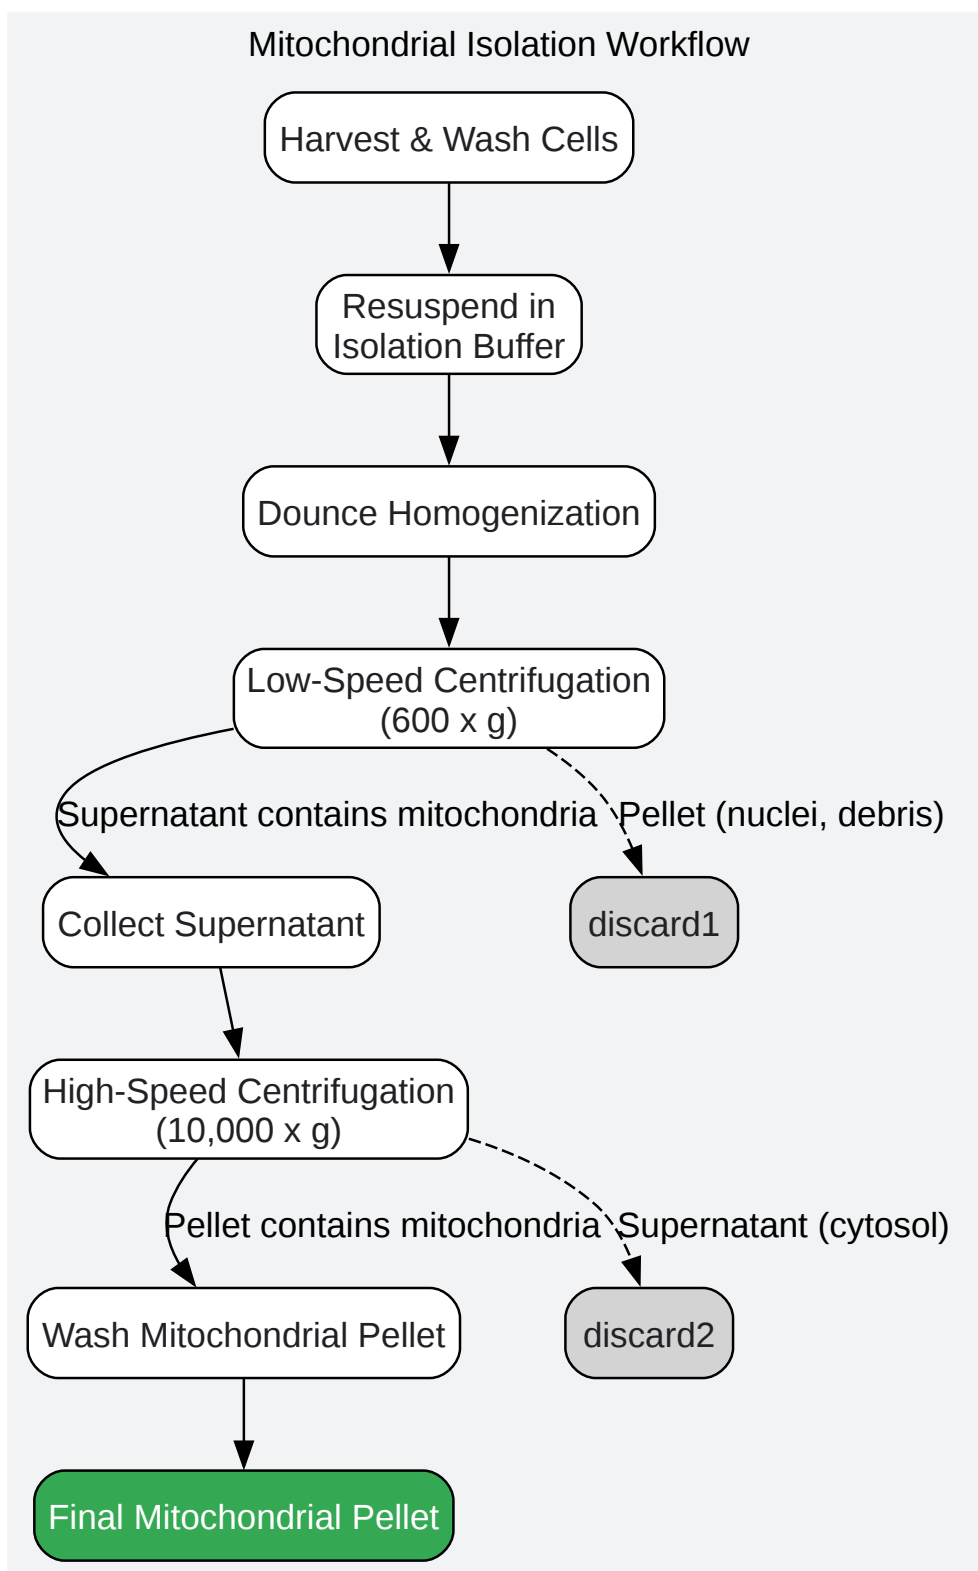 Mitochondrial Isolation Workflow
Harvest & Wash Cells
Resuspend in
Isolation Buffer
Dounce Homogenization
Low-Speed Centrifugation
(600 x g)
Supernatant contains mitochondria
Pellet (nuclei, debris)
Collect Supernatant
discard1
High-Speed Centrifugation
(10,000 x g)
Pellet contains mitochondria
Supernatant (cytosol)
Wash Mitochondrial Pellet
discard2
Final Mitochondrial Pellet